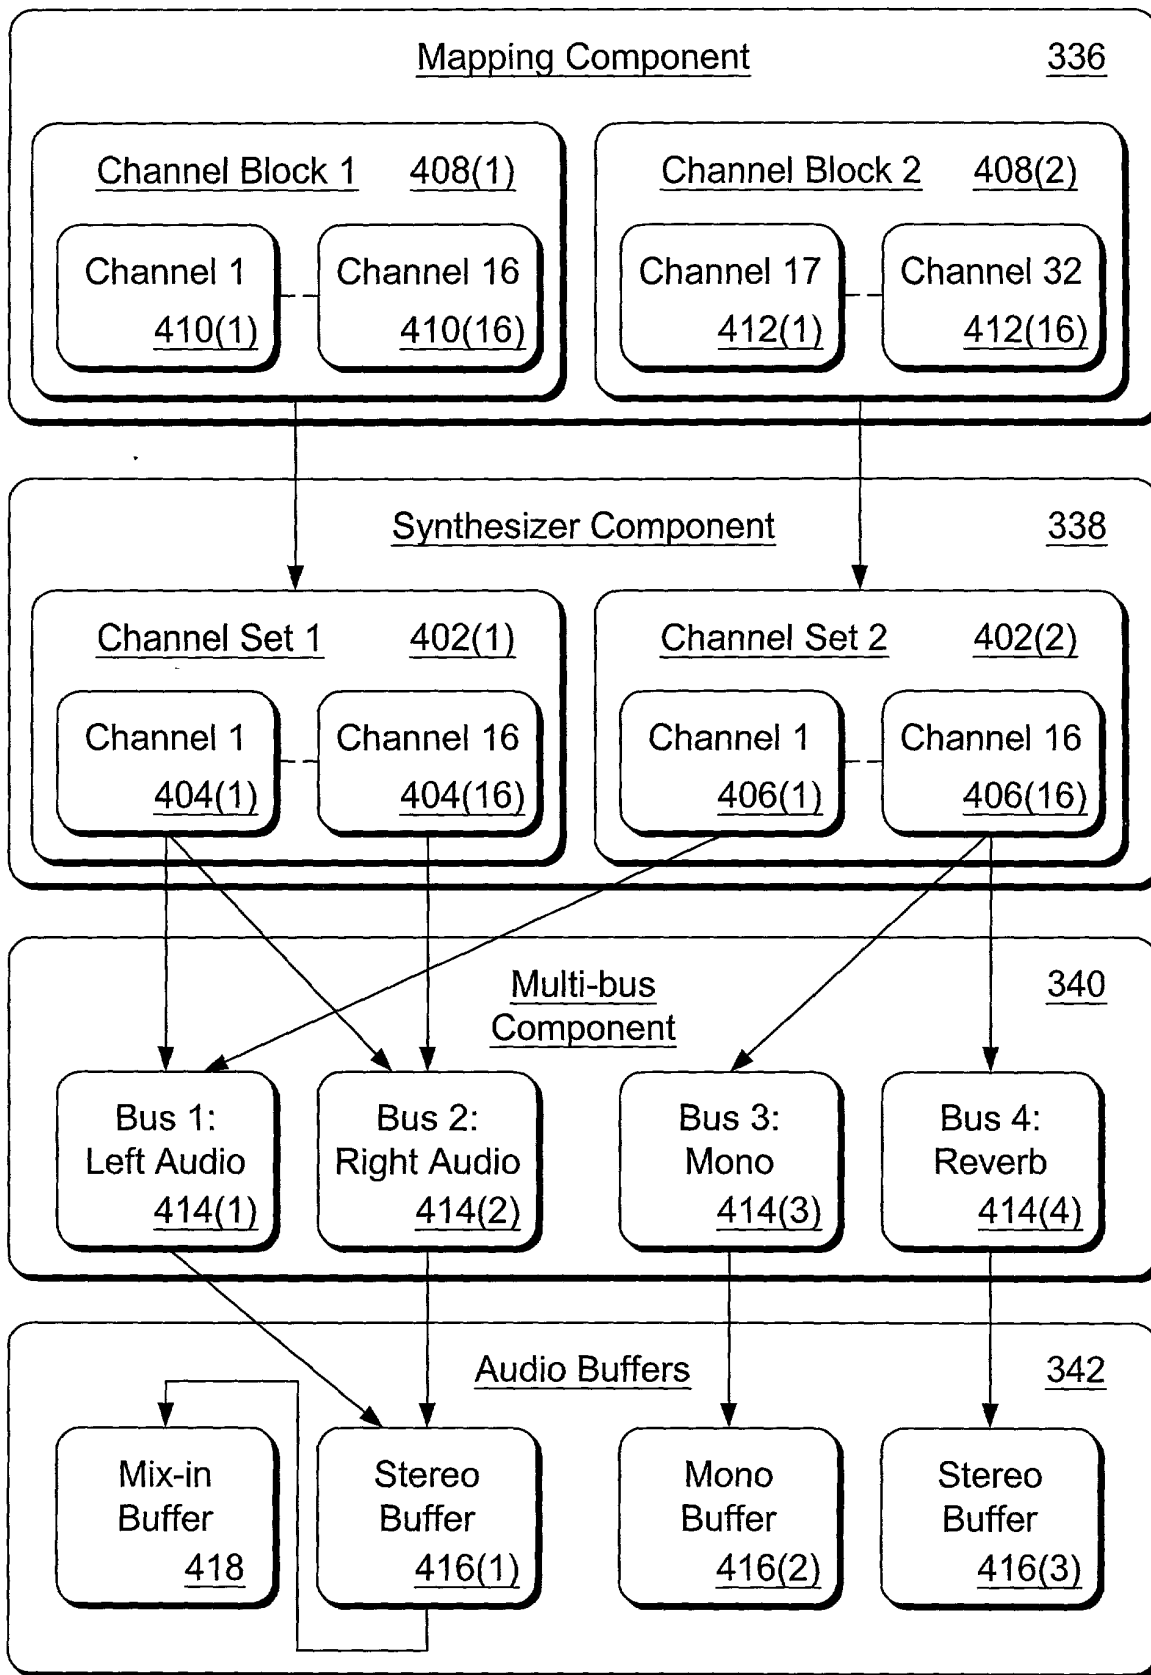 Mapping Component 336
Channel Block 1 408(1)
Channel Block 2 408(2)
Channel 1
410(1)
Channel 16
410(16)
Channel 17
412(1)
Channel 32
412(16)
Synthesizer Component 338
Channel Set 1 402(1)
Channel Set 2 402(2)
Channel 1
404(1)
Channel 16
404(16)
Channel 1
406(1)
Channel 16
406(16)
Multi-bus
Component
340
Bus 1:
Left Audio
414(1)
Bus 2:
Right Audio
414(2)
Bus 3:
Mono
414(3)
Bus 4:
Reverb
414(4)
Audio Buffers 342
Mix-in
Buffer
418
Stereo
Buffer
416(1)
Mono
Buffer
416(2)
Stereo
Buffer
416(3)